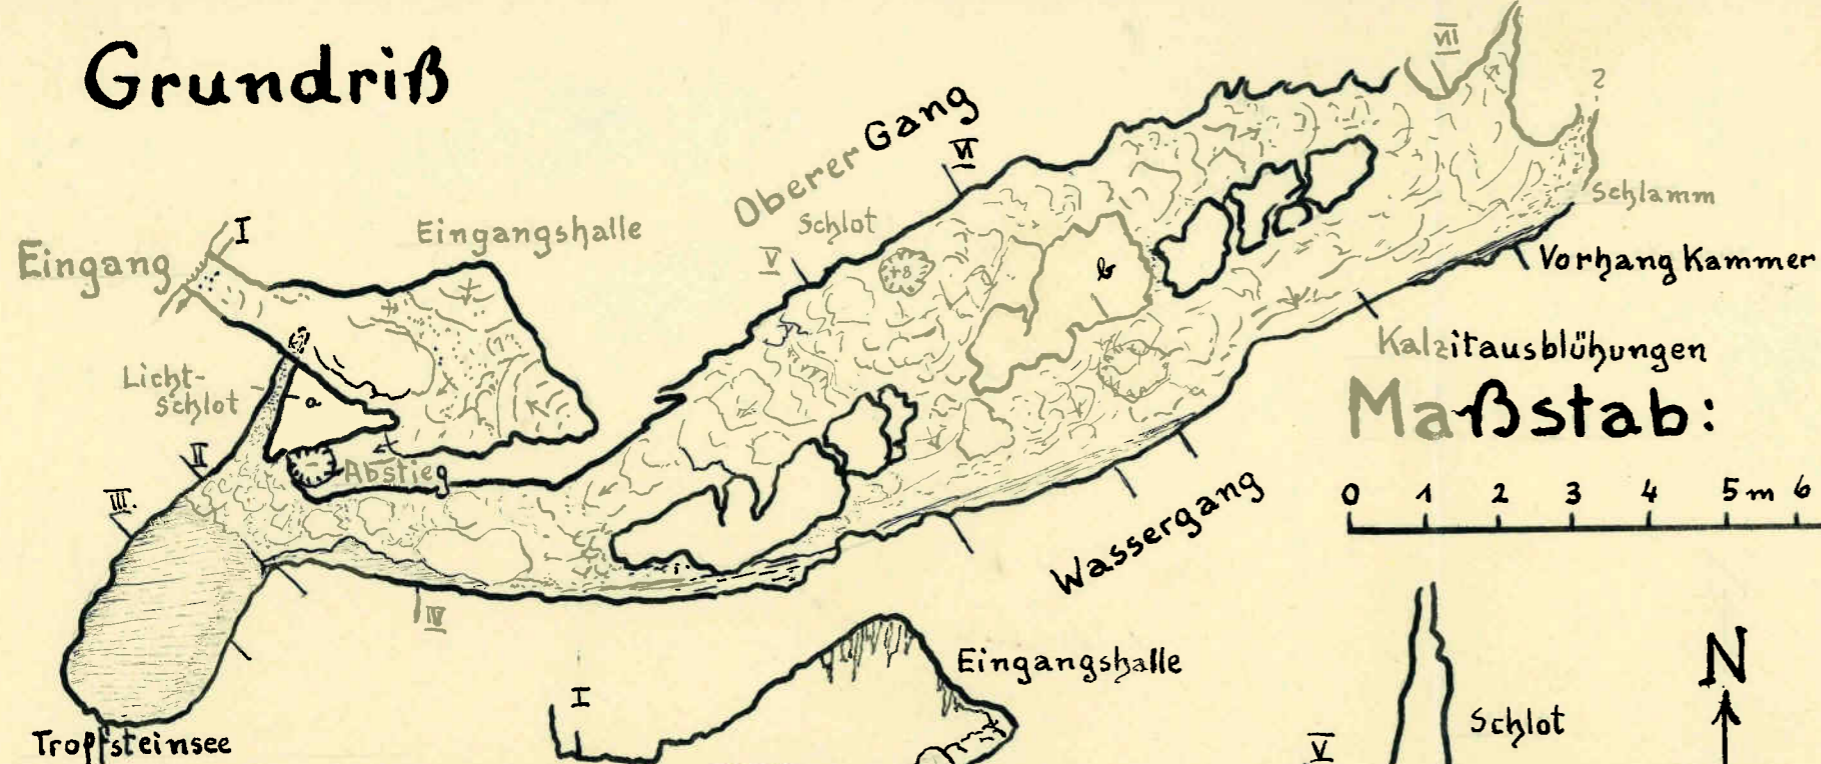 Grundriß
VII
?
Oberer Gang
VI
Schlot
V
+8
Schlamm
I
Eingangshalle
Eingang
b
Vorhang Kammer
Kalzitausblühungen
Licht-
schlot
a
Maßstab:
II
Abstieg
III.
0 1 2 3 4 5m 6
Wassergang
IV
Eingangshalle
I
N
Schlot
V
Tropfsteinsee